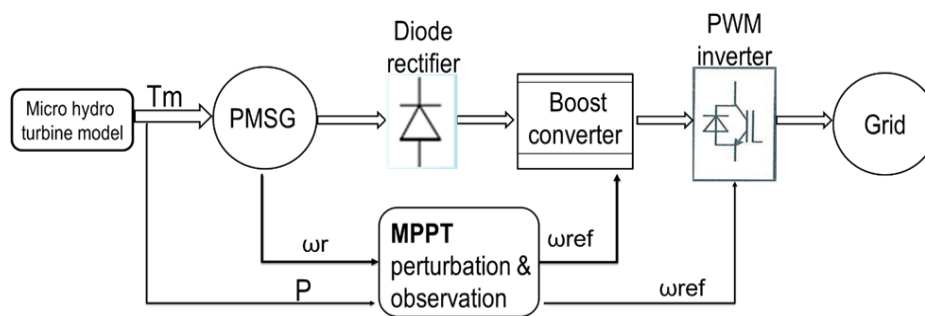 Micro hydro
turbine model
Tm
PMSG
Diode
rectifier
Boost
converter
PWM
inverter
Grid
ωr
P
MPPT
perturbation &
observation
ωref
ωref